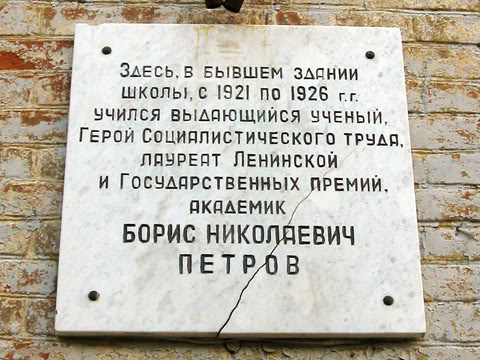 Здесь, в бывшем здании
школы, с 1921 по 1926 г.г.
учился выдающийся ученый,
Герой Социалистического труда,
лауреат Ленинской
и Государственных премий,
академик
БОРИС НИКОЛАЕВИЧ
ПЕТРОВ